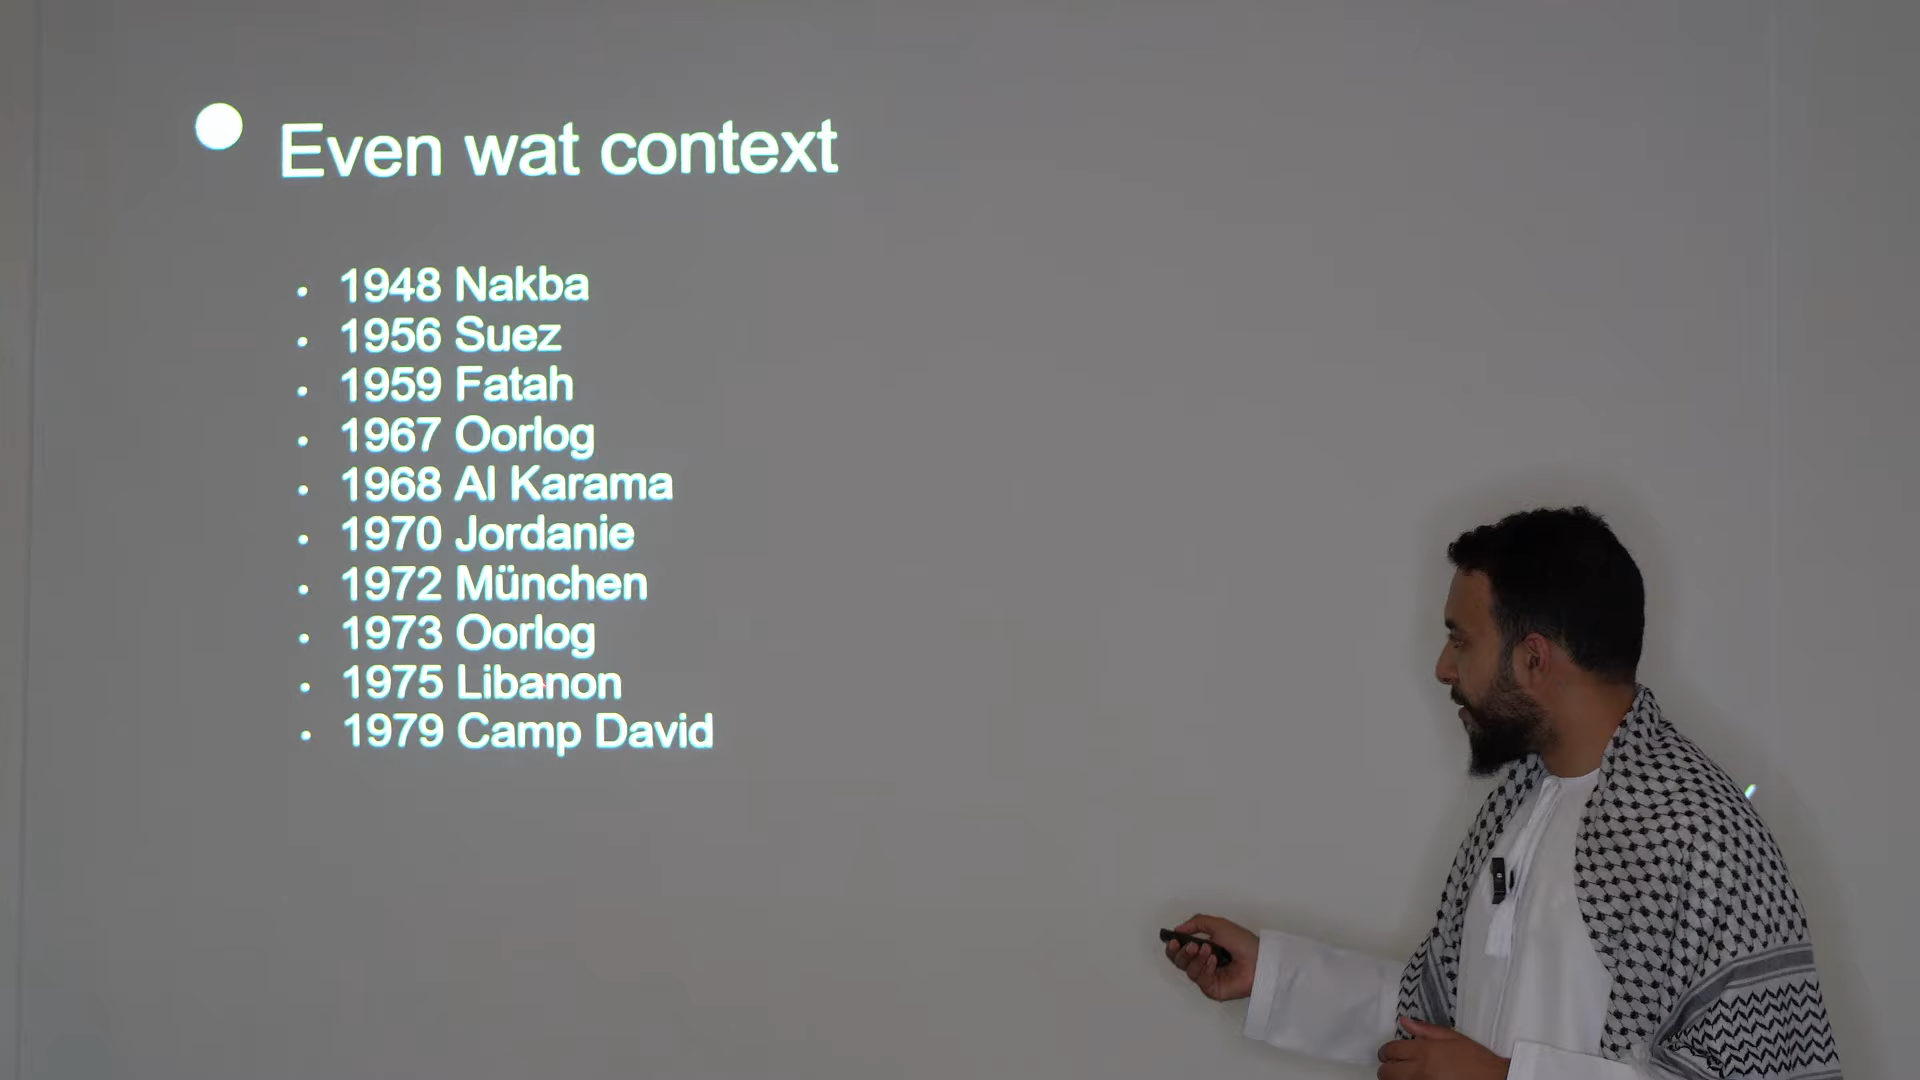 Even wat context
1948 Nakba
1956 Suez
1959 Fatah
1967 Oorlog
1968 Al Karama
1970 Jordanie
1972 München
1973 Oorlog
1975 Libanon
1979 Camp David